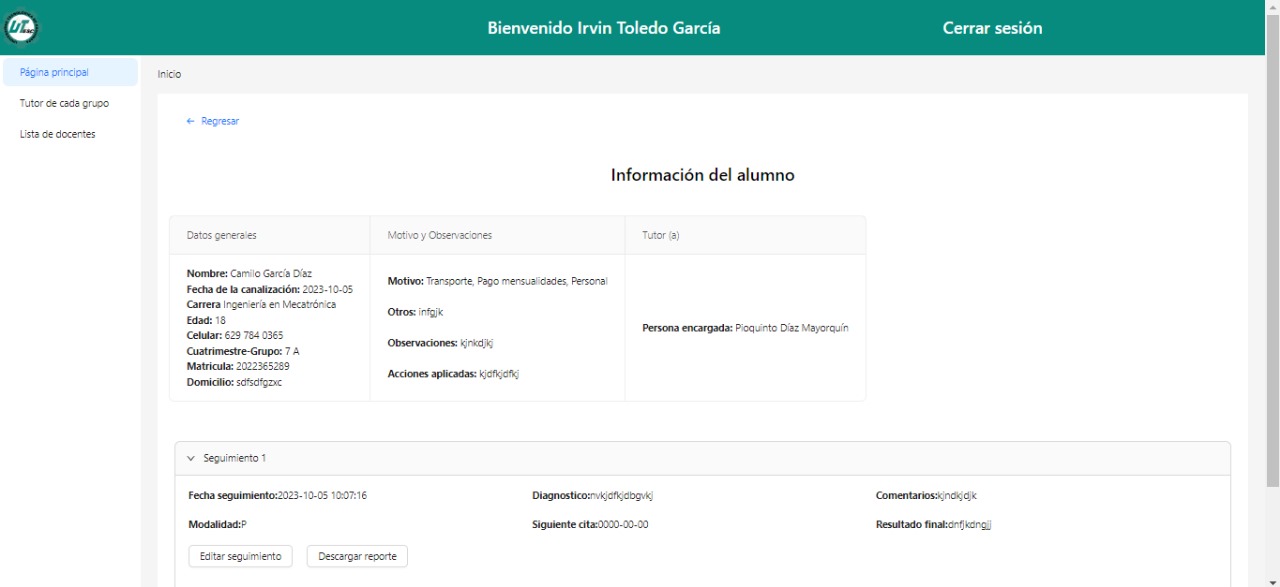 UT
Bienvenido Irvin Toledo García
Cerrar sesión
Página principal
Tutor de cada grupo
Lista de docentes
Inicio
← Regresar
Información del alumno
Datos generales
Motivo y Observaciones
Tutor (a)
Nombre: Camilo García Díaz
Fecha de la canalización: 2023-10-05
Carrera Ingeniería en Mecatrónica
Edad: 18
Celular: 629 784 0365
Cuatrimestre-Grupo: 7 A
Matricula: 2022365289
Domicilio: sdfsdfgzxc
Motivo: Transporte, Pago mensualidades, Personal
Otros: infgjk
Observaciones: kjnkdjkj
Acciones aplicadas: kjdfkjdfkj
Persona encargada: Pioquinto Díaz Mayorquín
Seguimiento 1
Fecha seguimiento:2023-10-05 10:07:16
Diagnostico:nvkjdfkjdbgvkj
Comentarios:kjndkjdjk
Modalidad:P
Siguiente cita:0000-00-00
Resultado final:dnfjkdngjj
Editar seguimiento
Descargar reporte